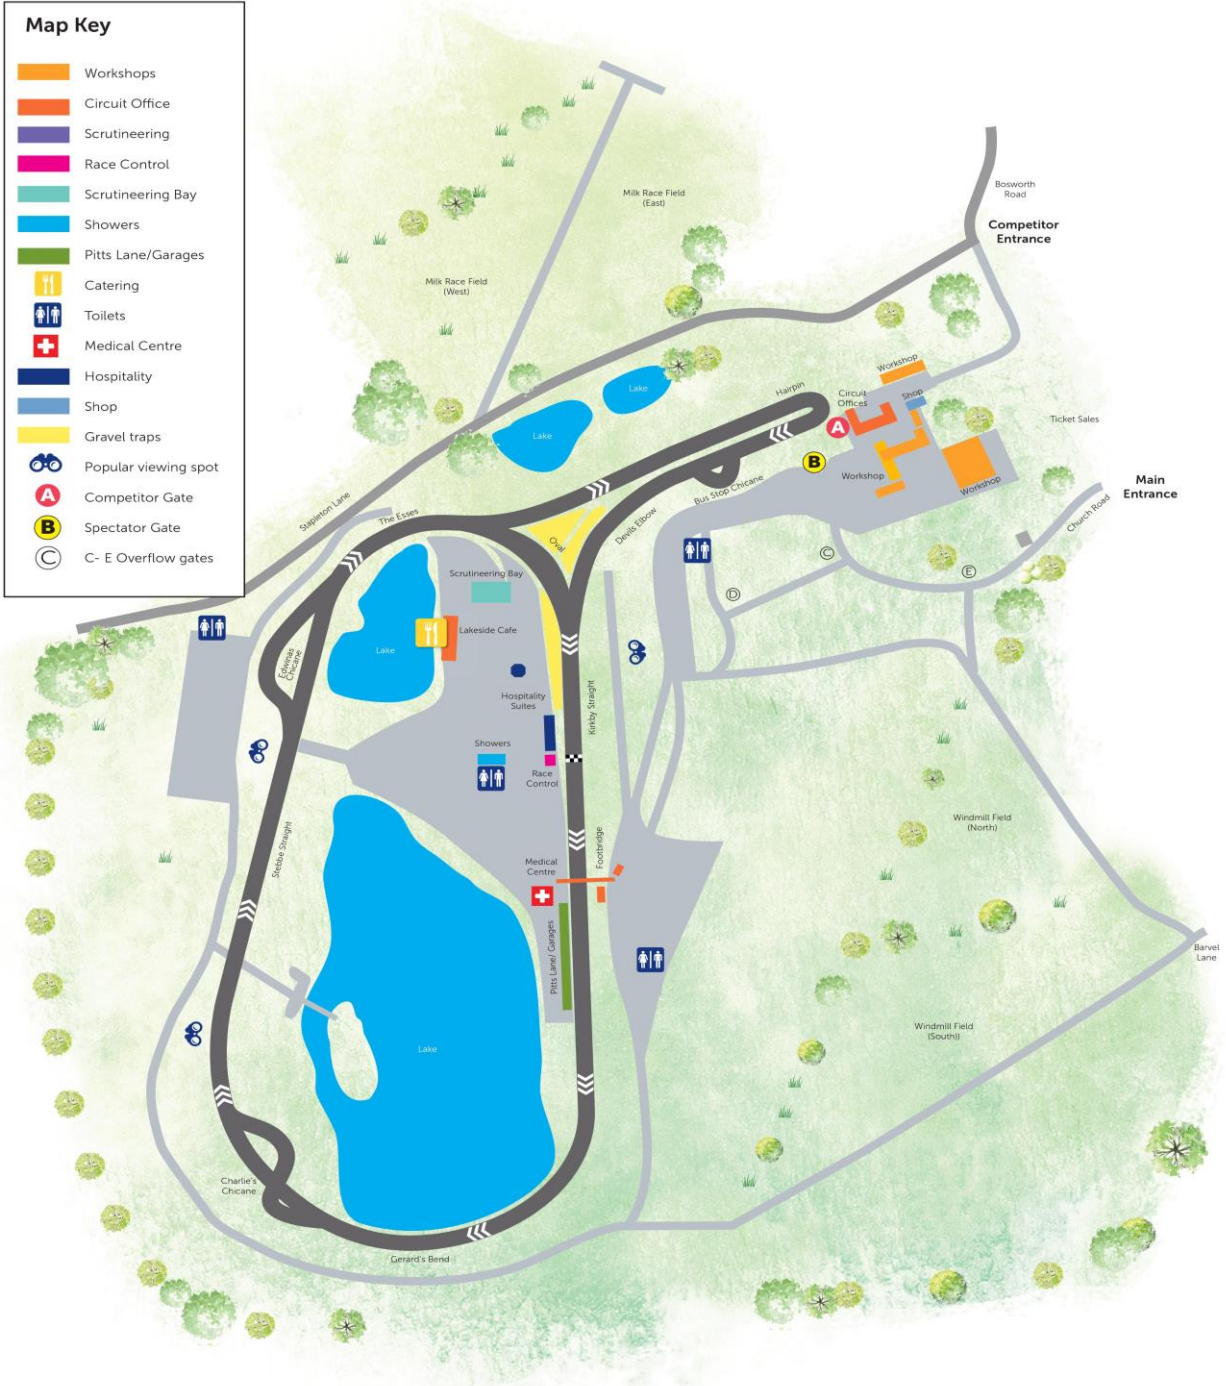 Map Key
Workshops
Circuit Office
Scrutineering
Race Control
Scrutineering Bay
Showers
Pitts Lane/Garages
Catering
Toilets
Medical Centre
Hospitality
Shop
Gravel traps
Popular viewing spot
A Competitor Gate
B Spectator Gate
C C- E Overflow gates
Milk Race Field
(East)
Bosworth
Road
Competitor
Entrance
Milk Race Field
(West)
Workshop
Lake
Hairpin
Circuit
Offices
Shop
A
Ticket Sales
Lake
B
Workshop
Workshop
Main
Entrance
Bus Stop Chicane
Stapleton Lane
The Esses
Devils Elbow
Church Road
Oval
C
E
D
Scrutineering Bay
Lakeside Cafe
Lake
Edwinas
Chicane
Hospitality
Suites
Kirkby Straight
Showers
Race
Control
Stebbe Straight
Footbridge
Windmill Field
(North)
Medical
Centre
Pitts Lane/ Garages
Barvel
Lane
Windmill Field
(South))
Lake
Charlie's
Chicane
Gerard's Bend